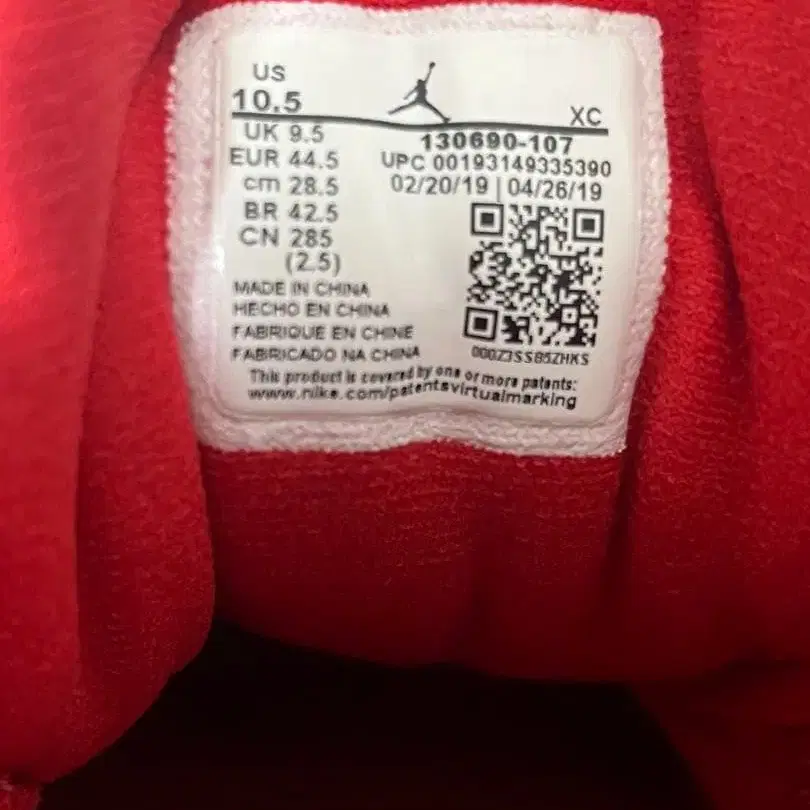 US
10.5
XC
UK 9.5
130690-107
EUR 44.5
UPC 00193149335390
cm 28.5
02/20/19 | 04/26/19
BR 42.5
CN 285
(2.5)
MADE IN CHINA
HECHO EN CHINA
FABRIQUE EN CHINE
FABRICADO NA CHINA
000Z3SSB5ZHKS
This product is covered by one or more patents:
www.nike.com/patentsvirtualmarking